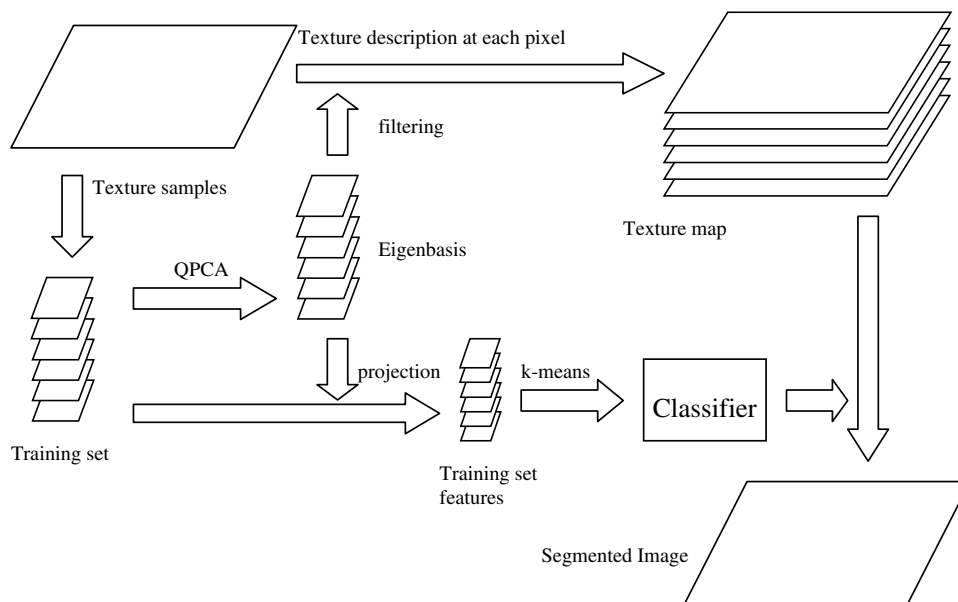 Texture description at each pixel
filtering
Texture samples
Eigenbasis
Texture map
QPCA
projection
k-means
Classifier
Training set
Training set
features
Segmented Image